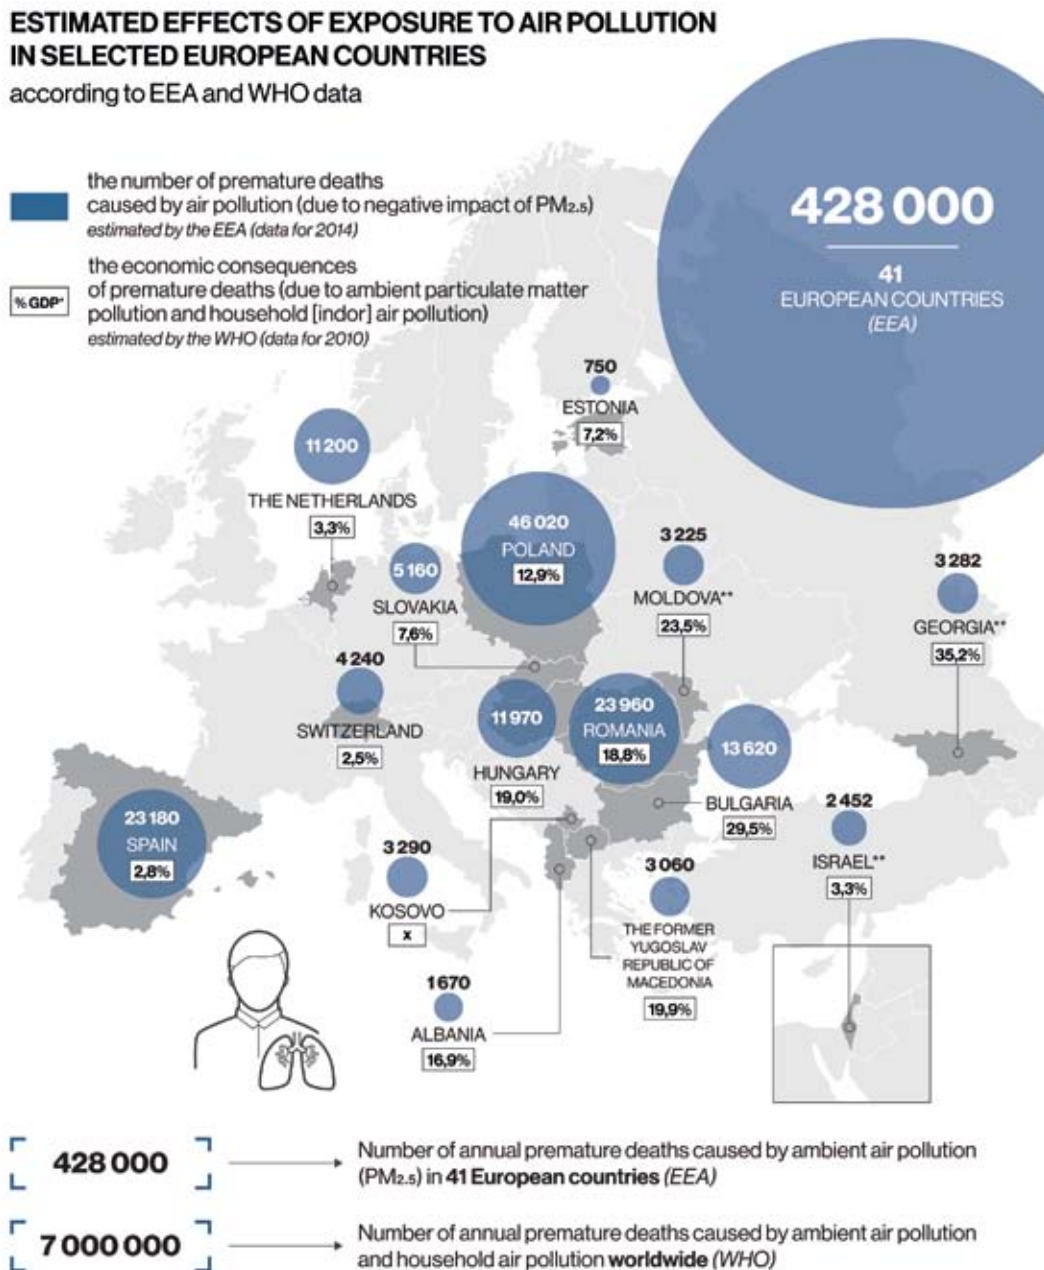 ESTIMATED EFFECTS OF EXPOSURE TO AIR POLLUTION
IN SELECTED EUROPEAN COUNTRIES
according to EEA and WHO data
the number of premature deaths
caused by air pollution (due to negative impact of PM₂.₅)
estimated by the EEA (data for 2014)
% GDP*
the economic consequences
of premature deaths (due to ambient particulate matter
pollution and household [indor] air pollution)
estimated by the WHO (data for 2010)
428 000
41
EUROPEAN COUNTRIES
(EEA)
750
ESTONIA
7,2%
11 200
THE NETHERLANDS
3,3%
46 020
POLAND
12,9%
5 160
SLOVAKIA
7,6%
3 225
MOLDOVA**
23,5%
3 282
GEORGIA**
35,2%
4 240
SWITZERLAND
2,5%
11 970
HUNGARY
19,0%
23 960
ROMANIA
18,8%
13 620
BULGARIA
29,5%
23 180
SPAIN
2,8%
3 290
KOSOVO
x
3 060
THE FORMER
YUGOSLAV
REPUBLIC OF
MACEDONIA
19,9%
2 452
ISRAEL**
3,3%
1 670
ALBANIA
16,9%
428 000
Number of annual premature deaths caused by ambient air pollution
(PM₂.₅) in 41 European countries (EEA)
7 000 000
Number of annual premature deaths caused by ambient air pollution
and household air pollution worldwide (WHO)